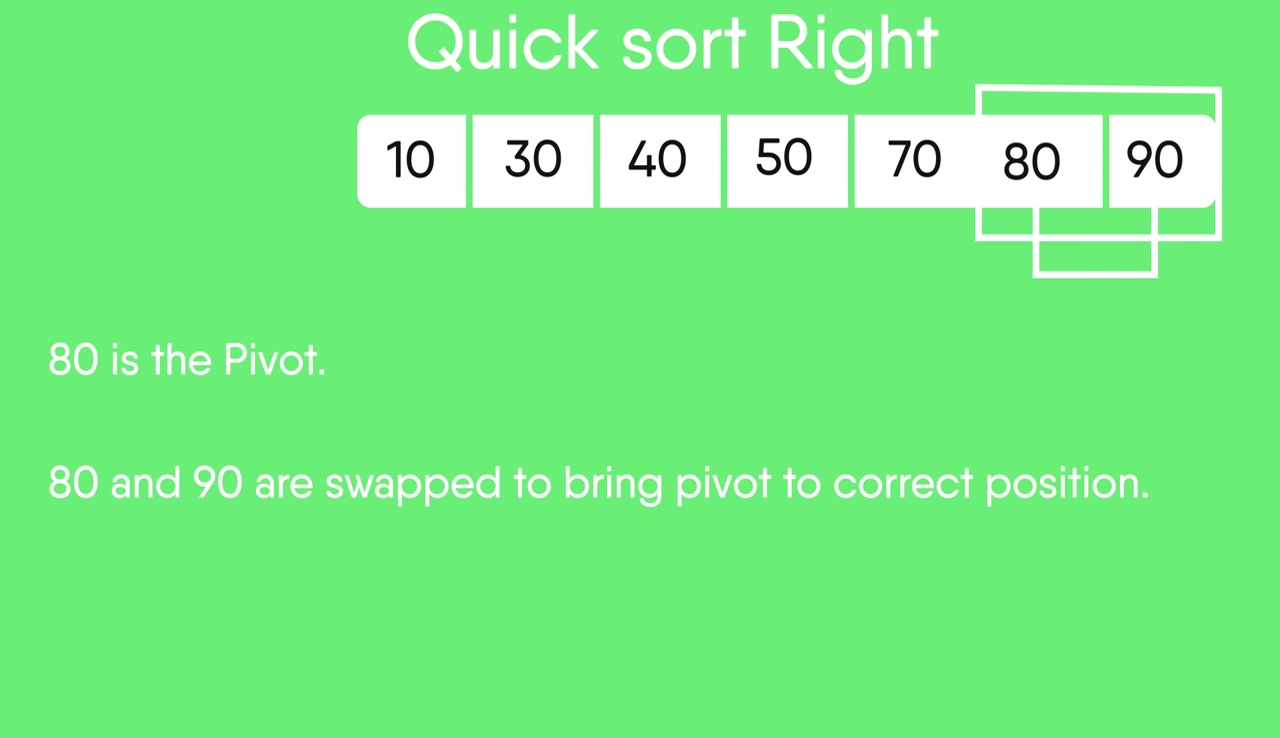 Quick sort Right
10 30 40 50 70 80 90
80 is the Pivot.
80 and 90 are swapped to bring pivot to correct position.